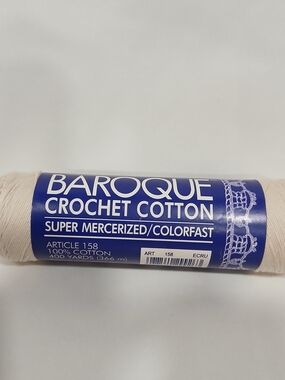 BAROQUE
CROCHET COTTON
SUPER MERCERIZED/COLORFAST
ARTICLE 158
100% COTTON
400 YARDS (366 m)
ART. 158 ECRU